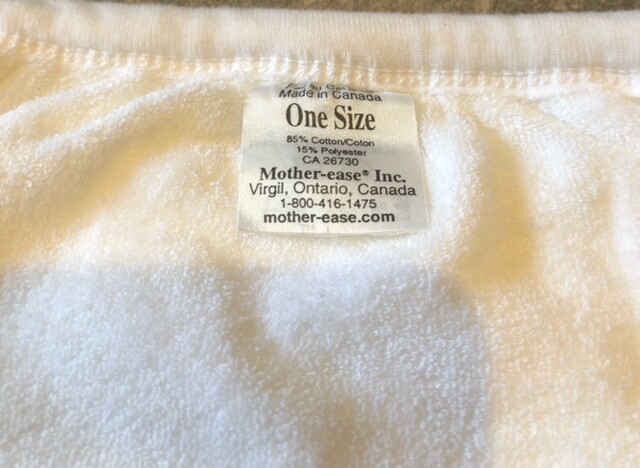 Made in Canada
One Size
85% Cotton/Coton
15% Polyester
CA 26730
Mother-ease® Inc.
Virgil, Ontario, Canada
1-800-416-1475
mother-ease.com